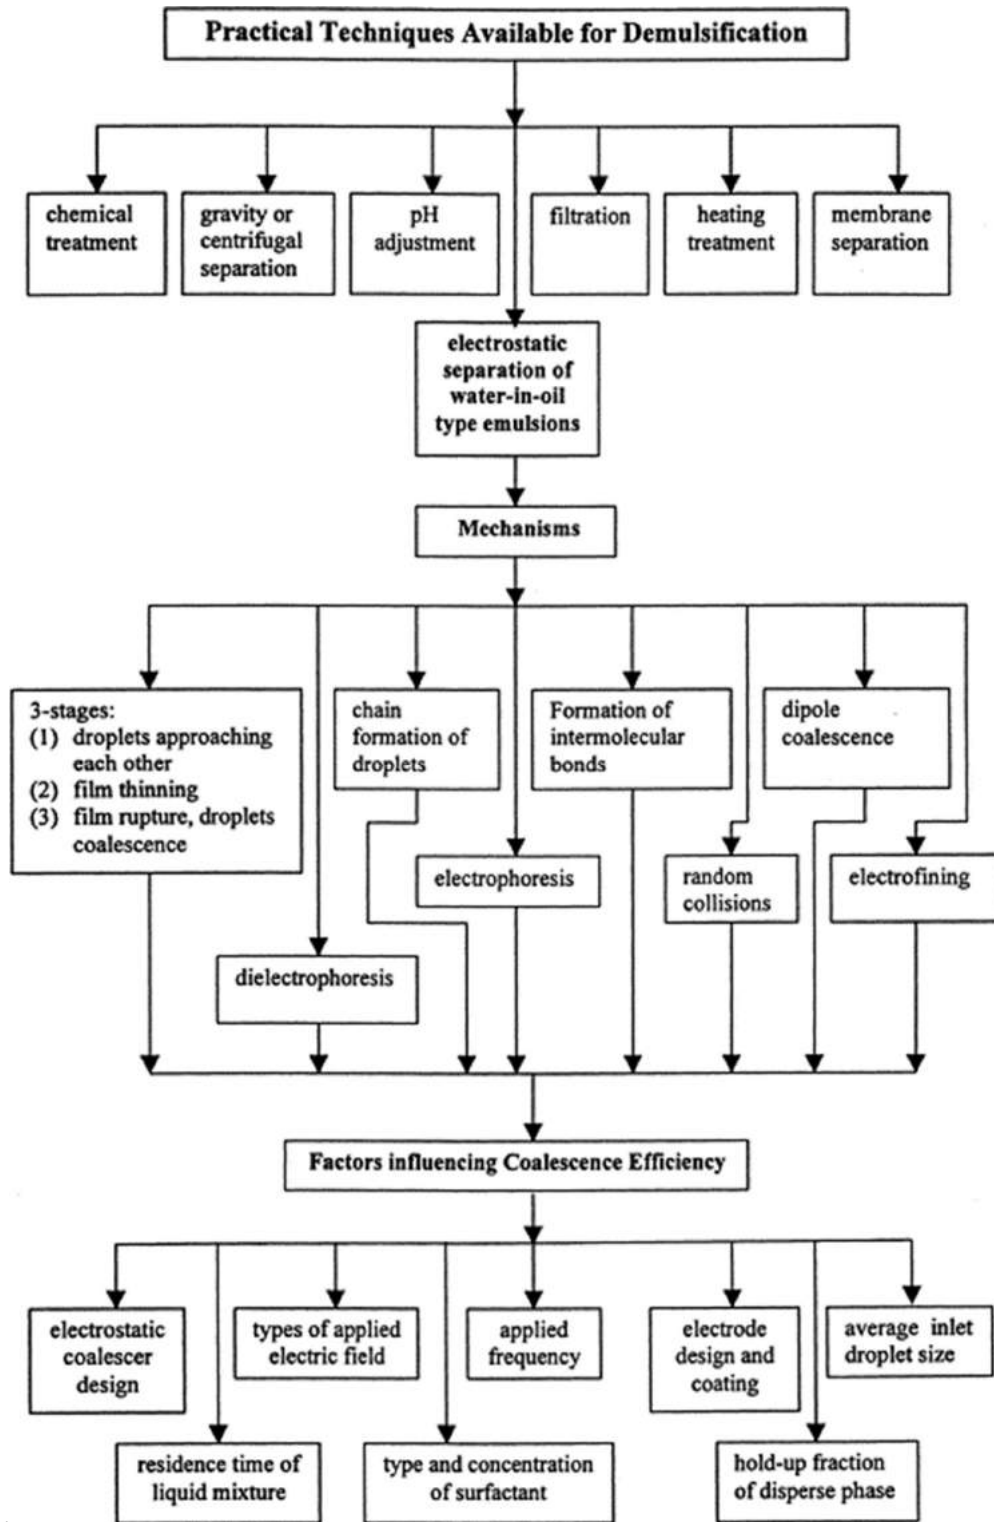 Practical Techniques Available for Demulsification
chemical
treatment
gravity or
centrifugal
separation
pH
adjustment
filtration
heating
treatment
membrane
separation
electrostatic
separation of
water-in-oil
type emulsions
Mechanisms
3-stages:
(1) droplets approaching
each other
(2) film thinning
(3) film rupture, droplets
coalescence
chain
formation of
droplets
Formation of
intermolecular
bonds
dipole
coalescence
electrophoresis
random
collisions
electrofining
dielectrophoresis
Factors influencing Coalescence Efficiency
electrostatic
coalescer
design
types of applied
electric field
applied
frequency
electrode
design and
coating
average inlet
droplet size
residence time of
liquid mixture
type and concentration
of surfactant
hold-up fraction
of disperse phase